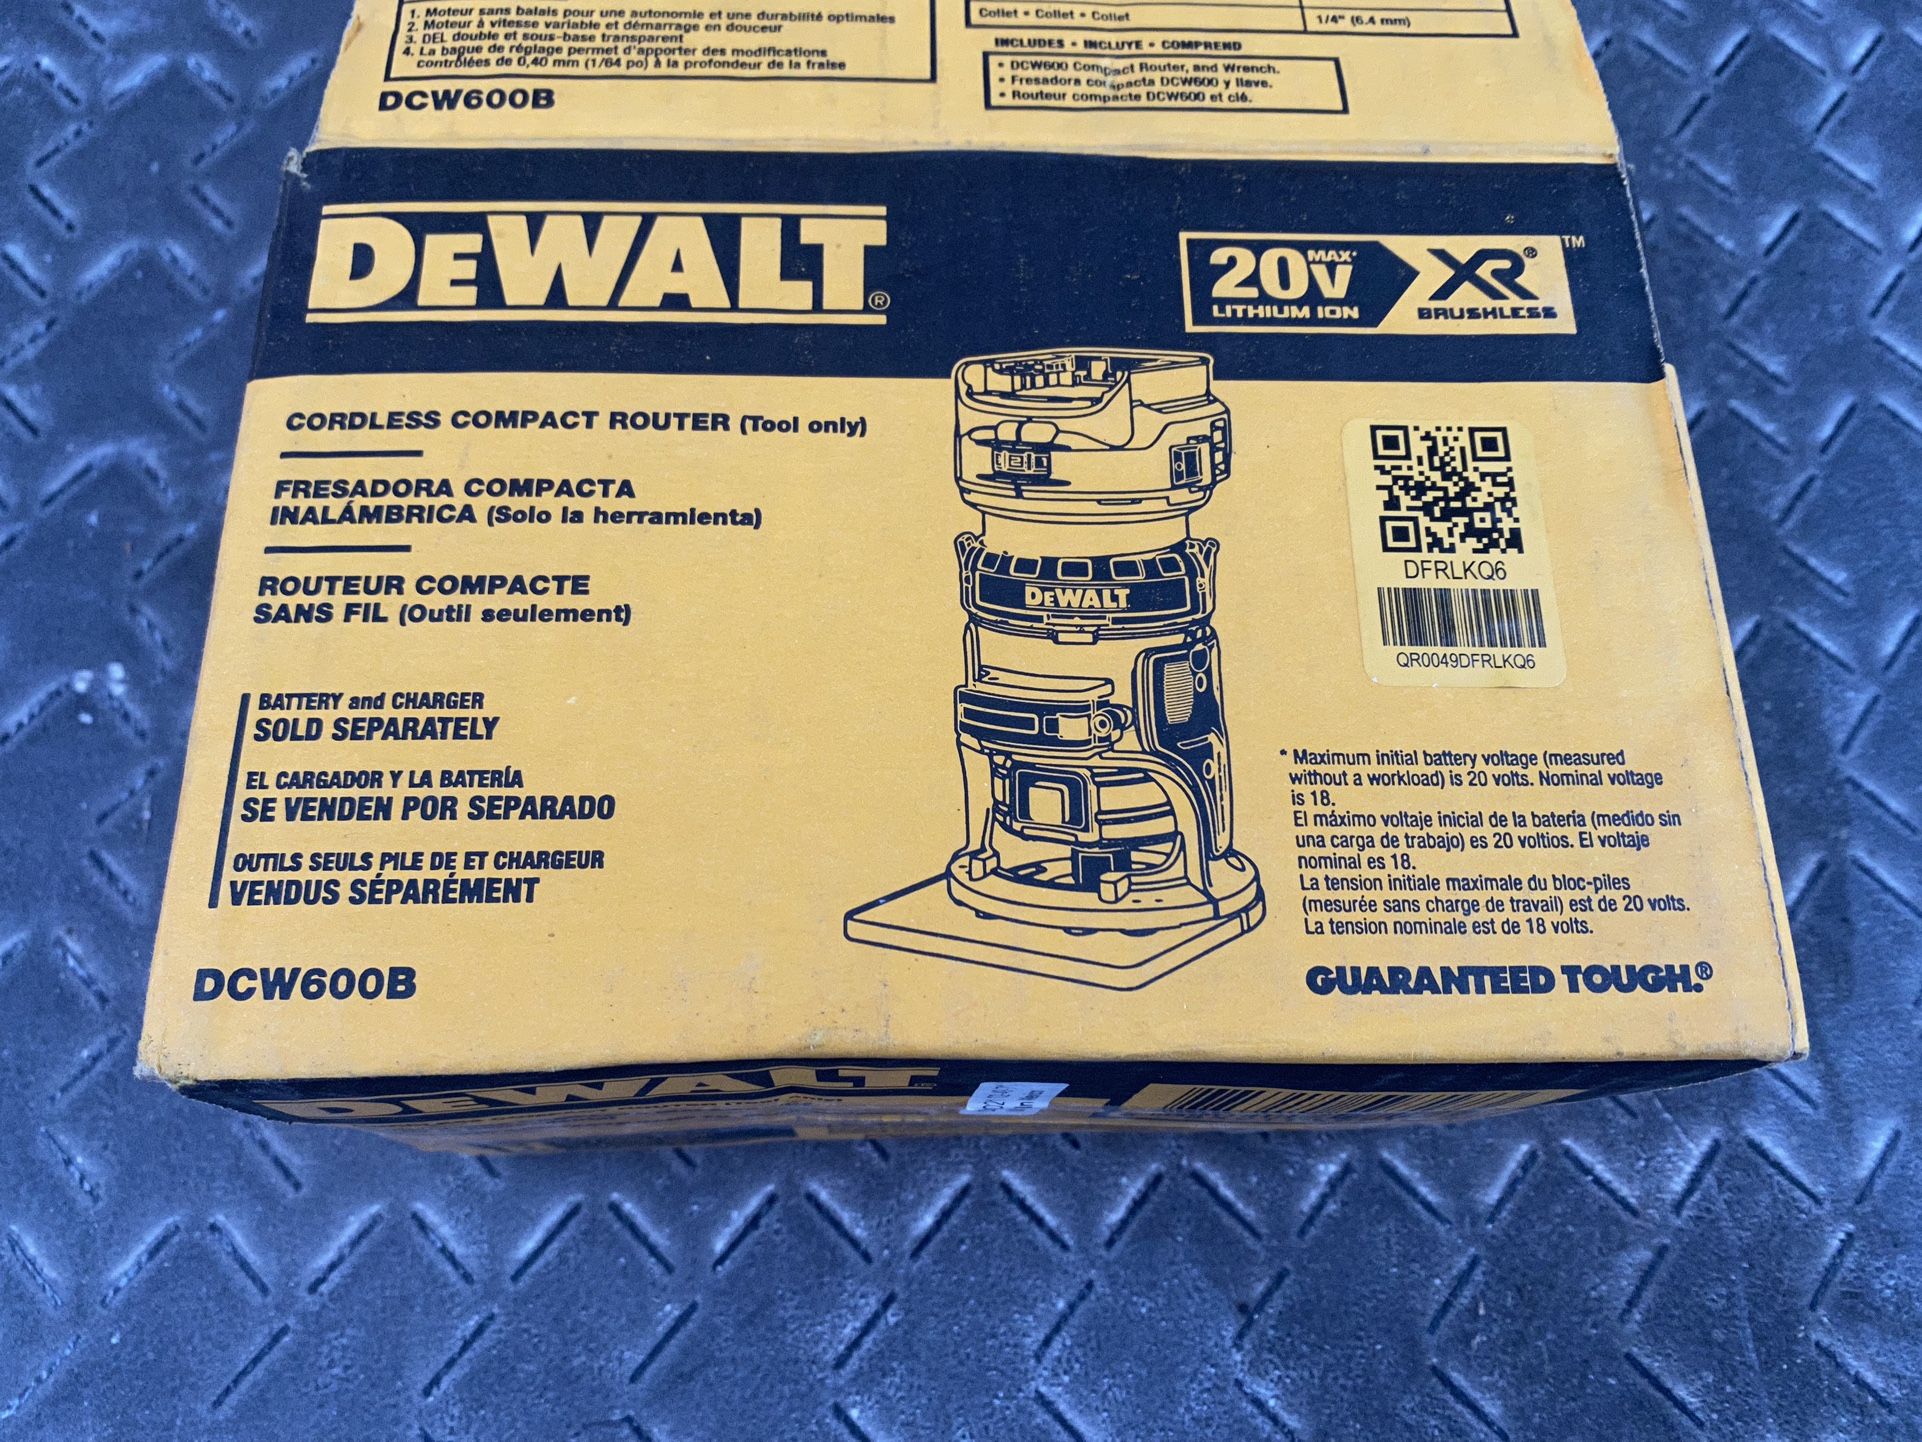 1. Moteur sans balais pour une autonomie et une durabilité optimales
2. Moteur à vitesse variable et démarrage en douceur
3. DEL double et sous-base transparent
4. La bague de réglage permet d'apporter des modifications
contrôlées de 0,40 mm (1/64 po) à la profondeur de la fraise
DCW600B
Collet • Collet • Collet
1/4" (6.4 mm)
INCLUDES • INCLUYE • COMPREND
• DCW600 Compact Router, and Wrench.
• Fresadora compacta DCW600 y llave.
• Routeur compacte DCW600 et clé.
DEWALT®
20V MAX*
LITHIUM ION
XR® ™
BRUSHLESS
CORDLESS COMPACT ROUTER (Tool only)
FRESADORA COMPACTA
INALÁMBRICA (Solo la herramienta)
ROUTEUR COMPACTE
SANS FIL (Outil seulement)
BATTERY and CHARGER
SOLD SEPARATELY
EL CARGADOR Y LA BATERÍA
SE VENDEN POR SEPARADO
OUTILS SEULS PILE DE ET CHARGEUR
VENDUS SÉPARÉMENT
DCW600B
DEWALT
DFRLKQ6
QR0049DFRLKQ6
* Maximum initial battery voltage (measured
without a workload) is 20 volts. Nominal voltage
is 18.
El máximo voltaje inicial de la batería (medido sin
una carga de trabajo) es 20 voltios. El voltaje
nominal es 18.
La tension initiale maximale du bloc-piles
(mesurée sans charge de travail) est de 20 volts.
La tension nominale est de 18 volts.
GUARANTEED TOUGH.®
DEWALT